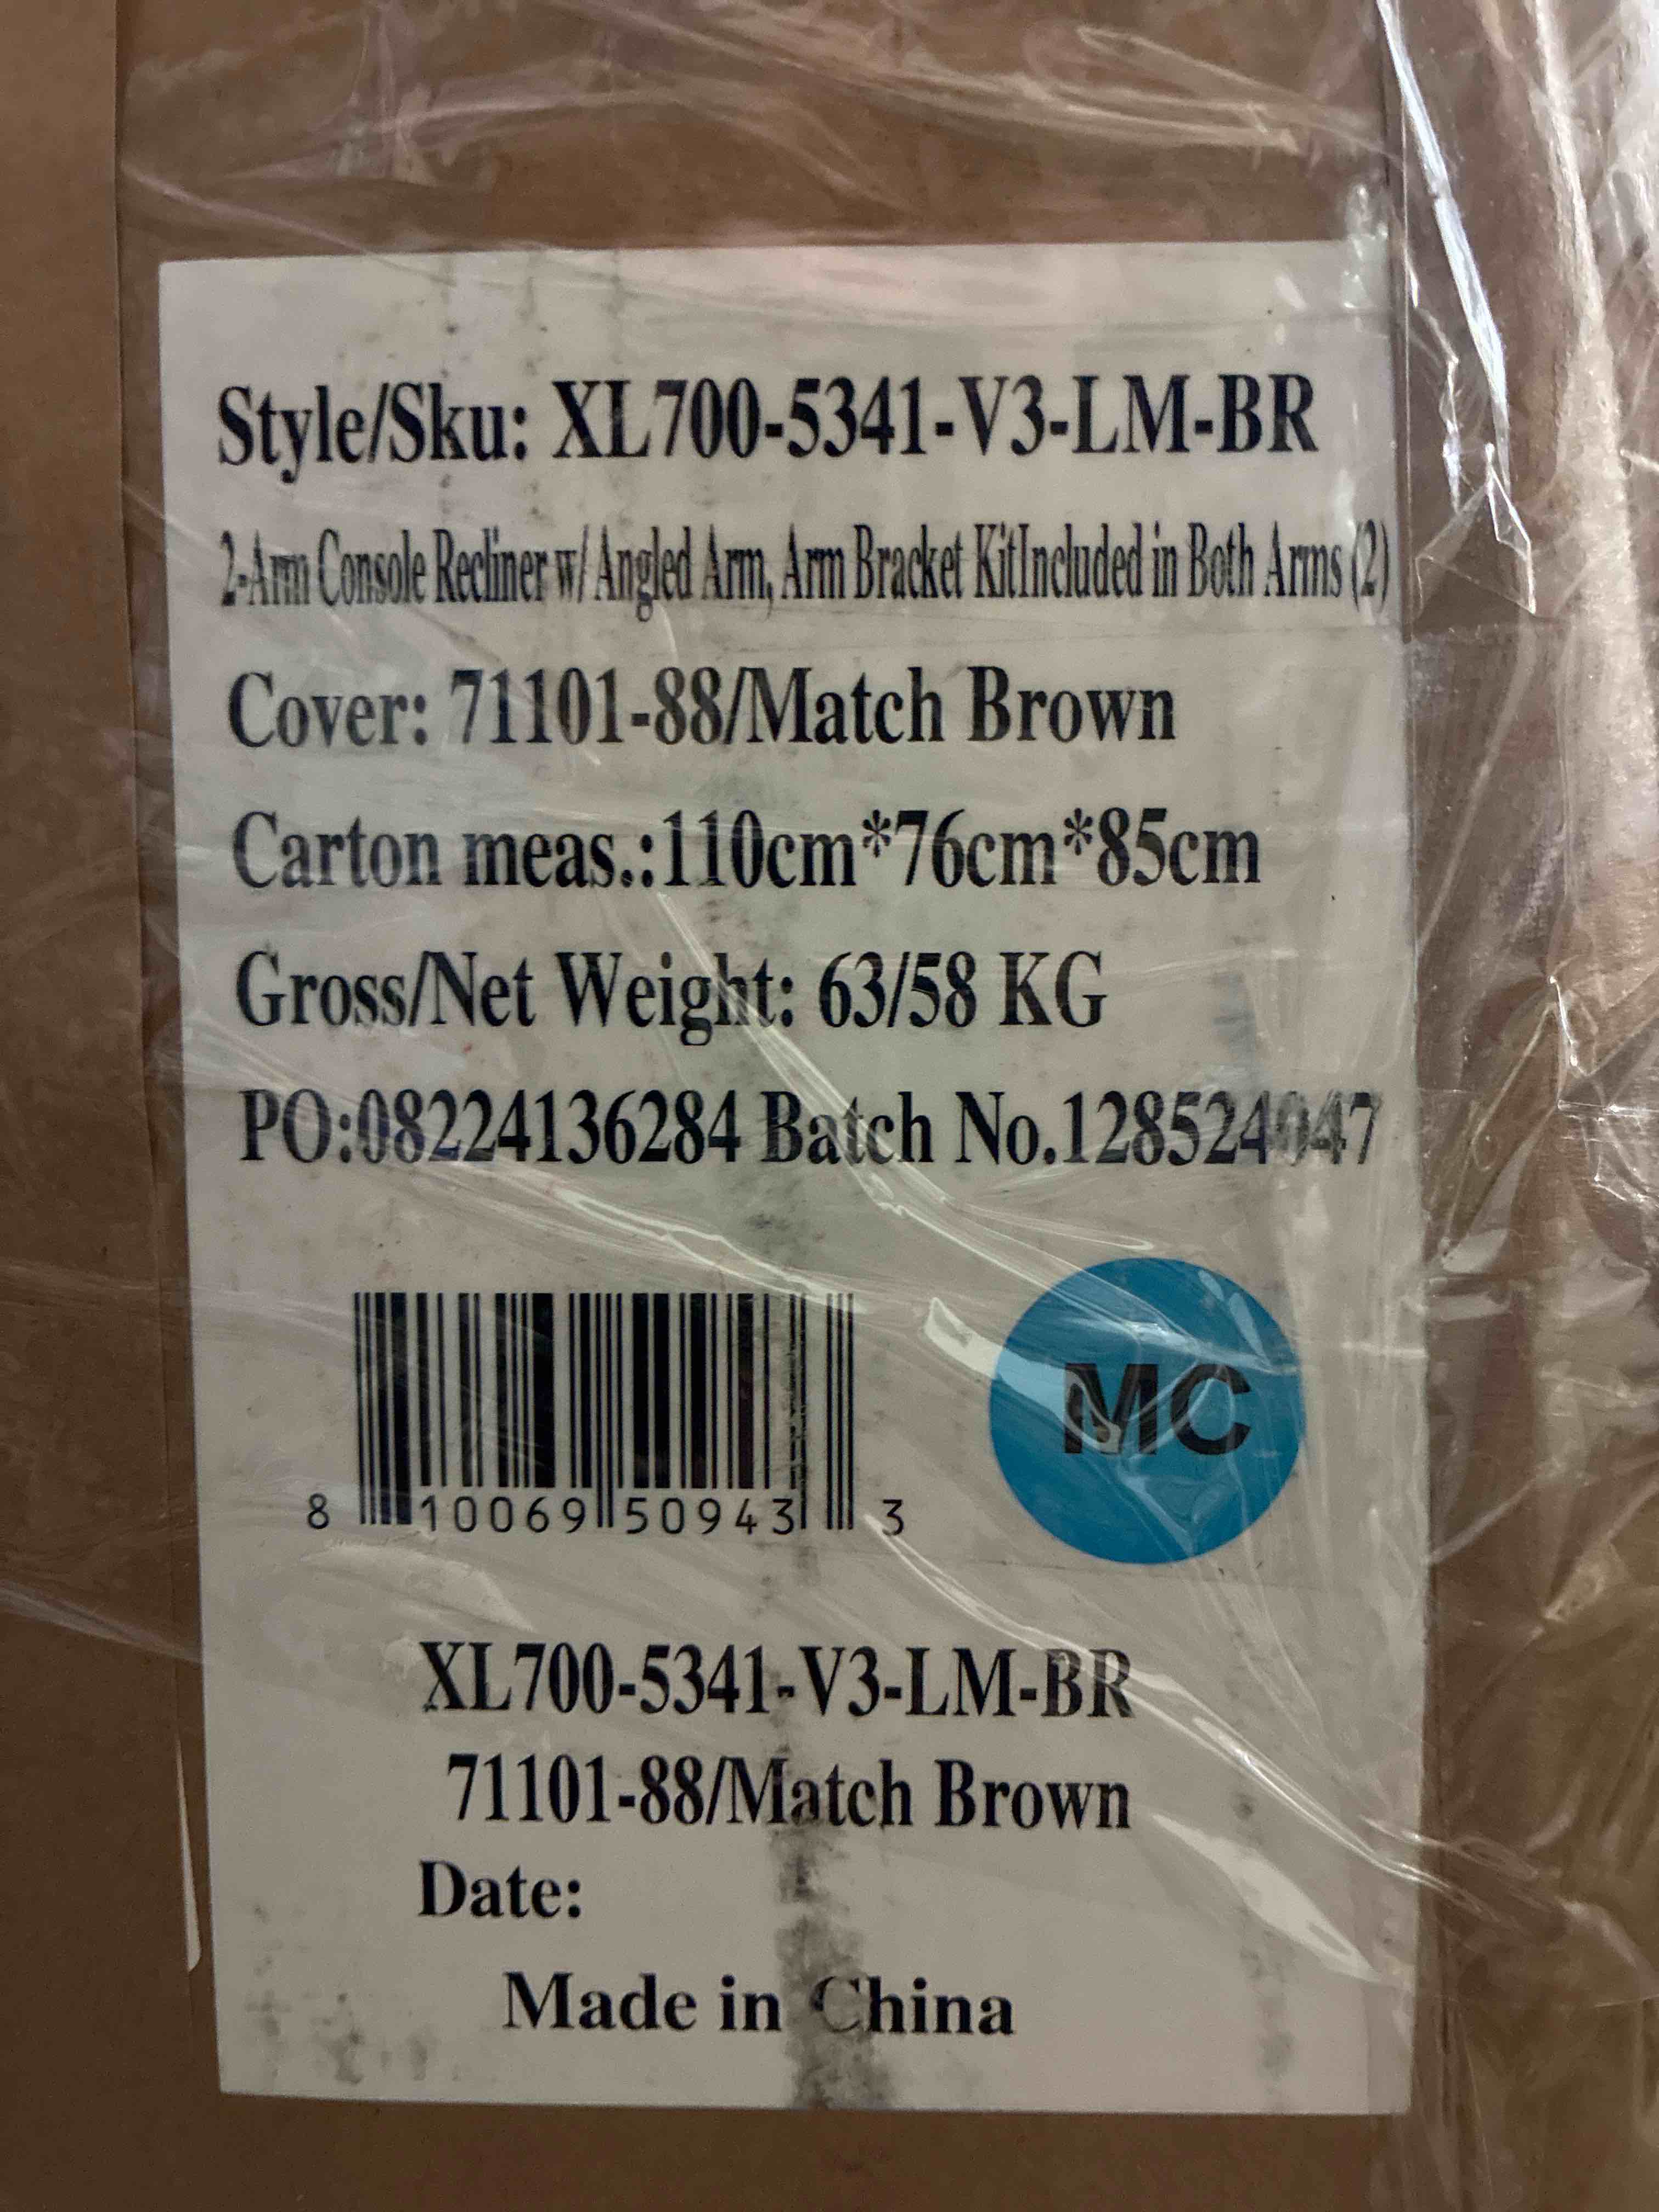 Style/Sku: XL700-5341-V3-LM-BR
2-Arm Console Recliner w/ Angled Arm, Arm Bracket KitIncluded in Both Arms (2)
Cover: 71101-88/Match Brown
Carton meas.:110cm*76cm*85cm
Gross/Net Weight: 63/58 KG
PO:08224136284 Batch No.128524047
MC
8 10069 50943 3
XL700-5341-V3-LM-BR
71101-88/Match Brown
Date:
Made in China